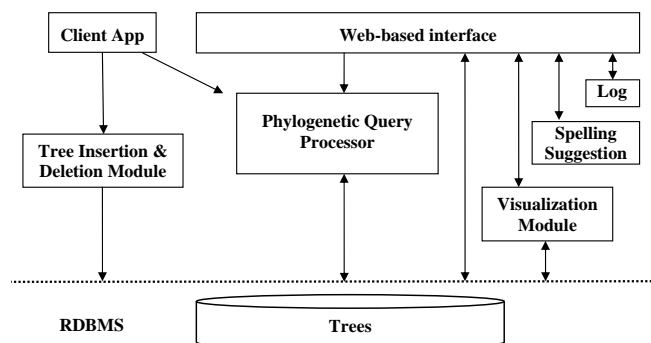 Client App
Web-based interface
Log
Phylogenetic Query
Processor
Spelling
Suggestion
Tree Insertion &
Deletion Module
Visualization
Module
RDBMS
Trees